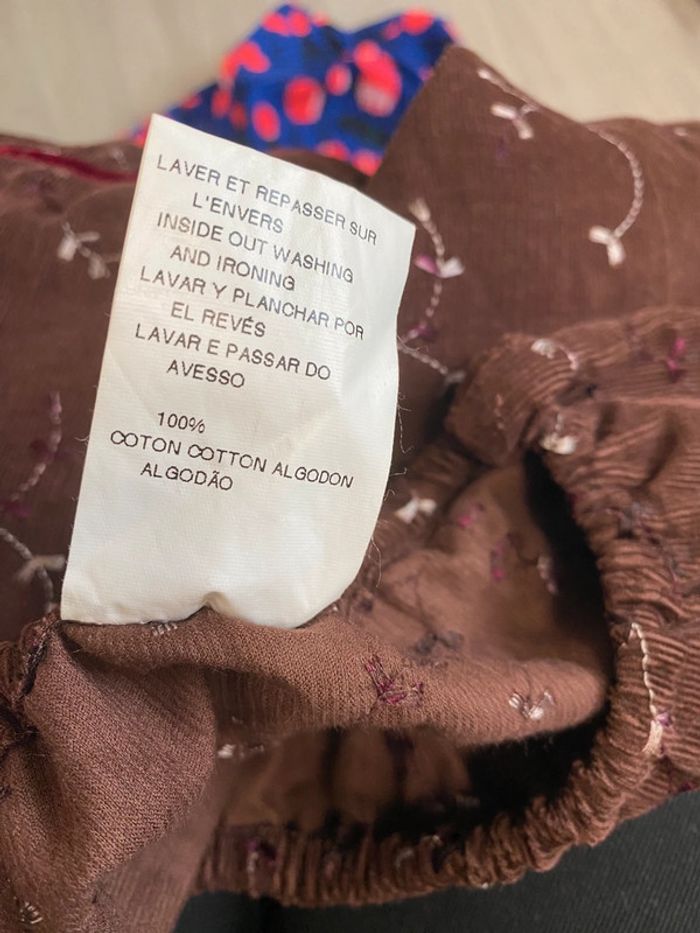 LAVER ET REPASSER SUR
L'ENVERS
INSIDE OUT WASHING
AND IRONING
LAVAR Y PLANCHAR POR
EL REVÉS
LAVAR E PASSAR DO
AVESSO
100%
COTON COTTON ALGODON
ALGODÃO